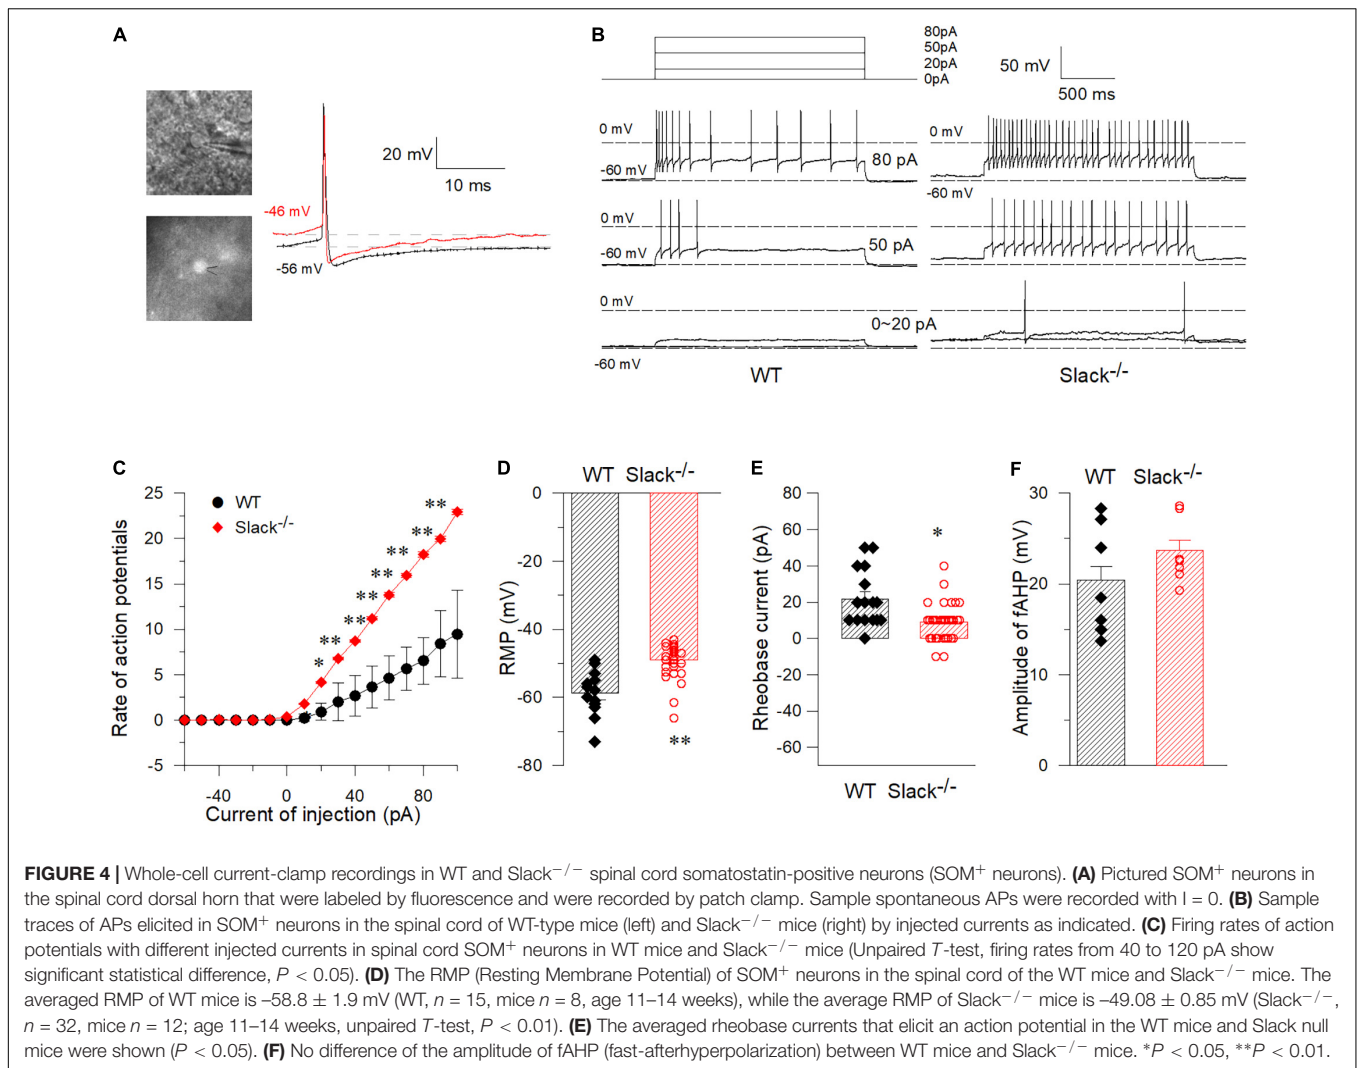 A
20 mV
10 ms
-46 mV
-56 mV
B
80pA
50pA
20pA
0pA
50 mV
500 ms
0 mV
-60 mV
80 pA
0 mV
-60 mV
0 mV
-60 mV
50 pA
0 mV
-60 mV
0~20 pA
WT
Slack-/-
C
Rate of action potentials
25
20
15
10
5
0
-5
WT
Slack-/-
*
**
**
**
**
**
**
**
-40
0
40
80
Current of injection (pA)
D
WT Slack-/-
RMP (mV)
0
-20
-40
-60
-80
**
E
Rheobase current (pA)
80
60
40
20
0
-20
-40
-60
*
WT Slack-/-
F
WT Slack-/-
Amplitude of fAHP (mV)
30
20
10
0
FIGURE 4 | Whole-cell current-clamp recordings in WT and Slack−/− spinal cord somatostatin-positive neurons (SOM+ neurons). (A) Pictured SOM+ neurons in
the spinal cord dorsal horn that were labeled by fluorescence and were recorded by patch clamp. Sample spontaneous APs were recorded with I = 0. (B) Sample
traces of APs elicited in SOM+ neurons in the spinal cord of WT-type mice (left) and Slack−/− mice (right) by injected currents as indicated. (C) Firing rates of action
potentials with different injected currents in spinal cord SOM+ neurons in WT mice and Slack−/− mice (Unpaired T-test, firing rates from 40 to 120 pA show
significant statistical difference, P < 0.05). (D) The RMP (Resting Membrane Potential) of SOM+ neurons in the spinal cord of the WT mice and Slack−/− mice. The
averaged RMP of WT mice is –58.8 ± 1.9 mV (WT, n = 15, mice n = 8, age 11–14 weeks), while the average RMP of Slack−/− mice is –49.08 ± 0.85 mV (Slack−/−,
n = 32, mice n = 12; age 11–14 weeks, unpaired T-test, P < 0.01). (E) The averaged rheobase currents that elicit an action potential in the WT mice and Slack null
mice were shown (P < 0.05). (F) No difference of the amplitude of fAHP (fast-afterhyperpolarization) between WT mice and Slack−/− mice. *P < 0.05, **P < 0.01.